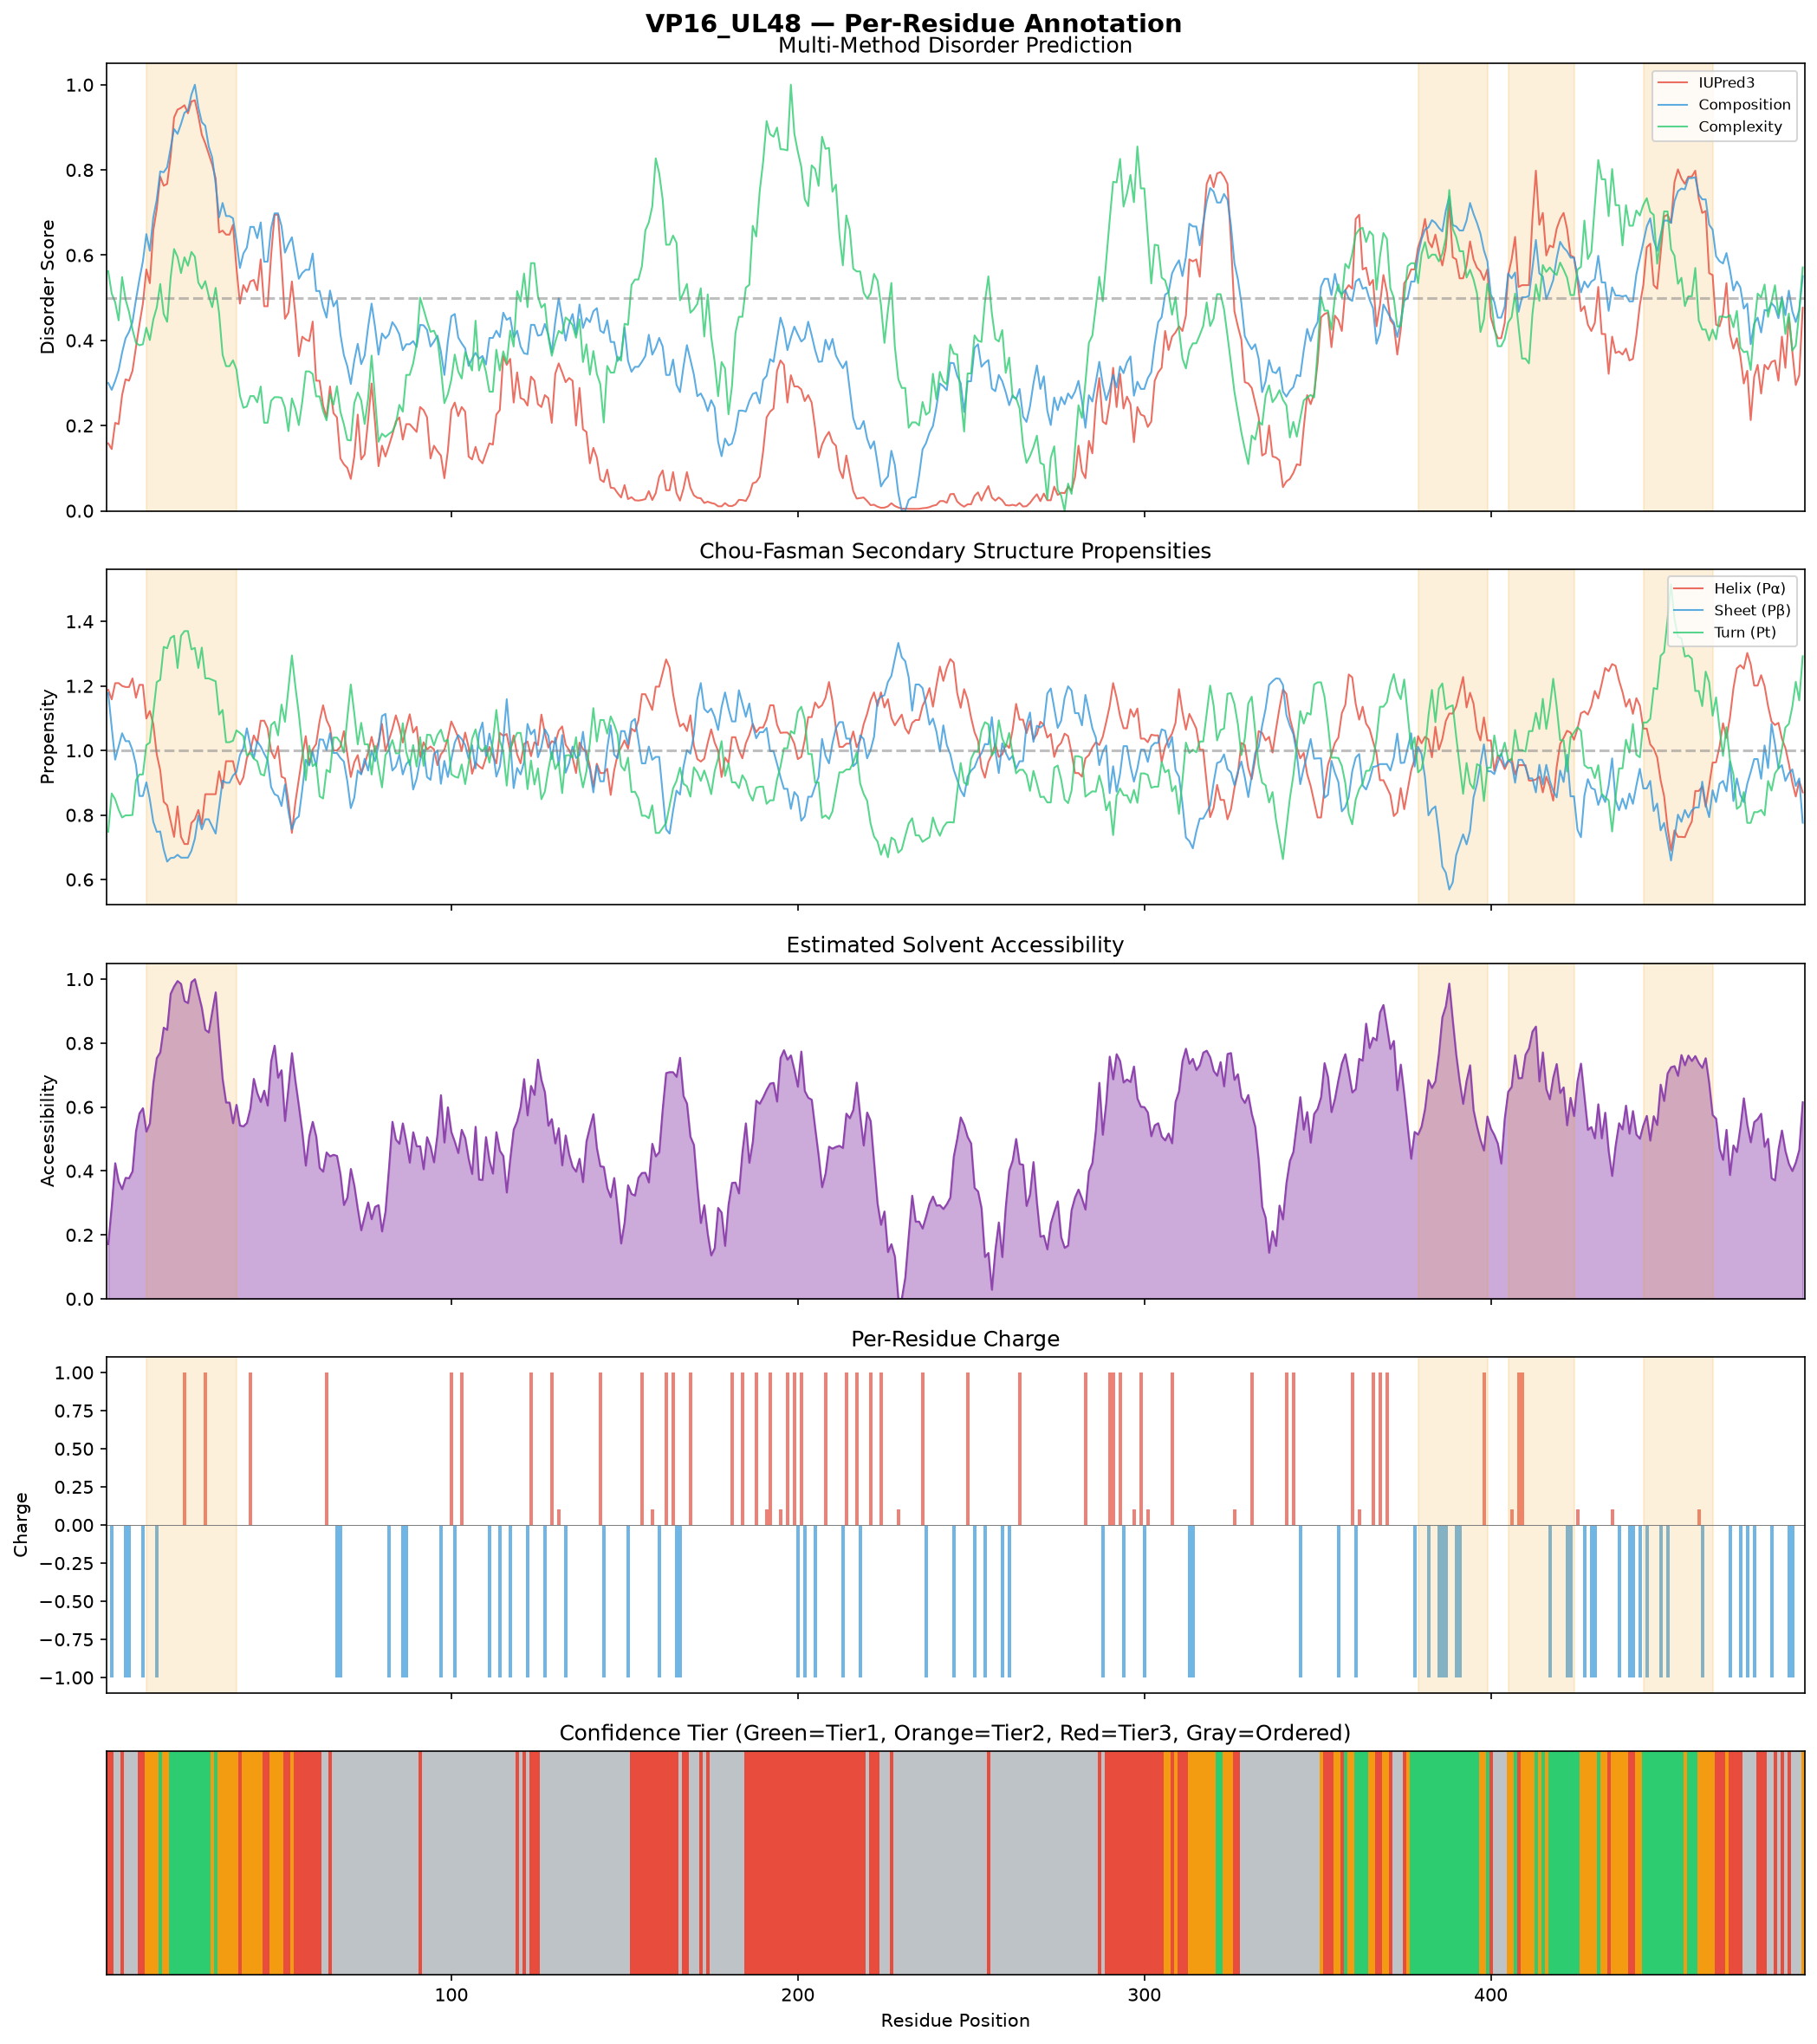 VP16_UL48 — Per-Residue Annotation
Multi-Method Disorder Prediction
1.0
0.8
0.6
0.4
0.2
0.0
Disorder Score
IUPred3
Composition
Complexity
Chou-Fasman Secondary Structure Propensities
1.4
1.2
1.0
0.8
0.6
Propensity
Helix (Pα)
Sheet (Pβ)
Turn (Pt)
Estimated Solvent Accessibility
1.0
0.8
0.6
0.4
0.2
0.0
Accessibility
Per-Residue Charge
1.00
0.75
0.50
0.25
0.00
−0.25
−0.50
−0.75
−1.00
Charge
Confidence Tier (Green=Tier1, Orange=Tier2, Red=Tier3, Gray=Ordered)
100 200 300 400
Residue Position